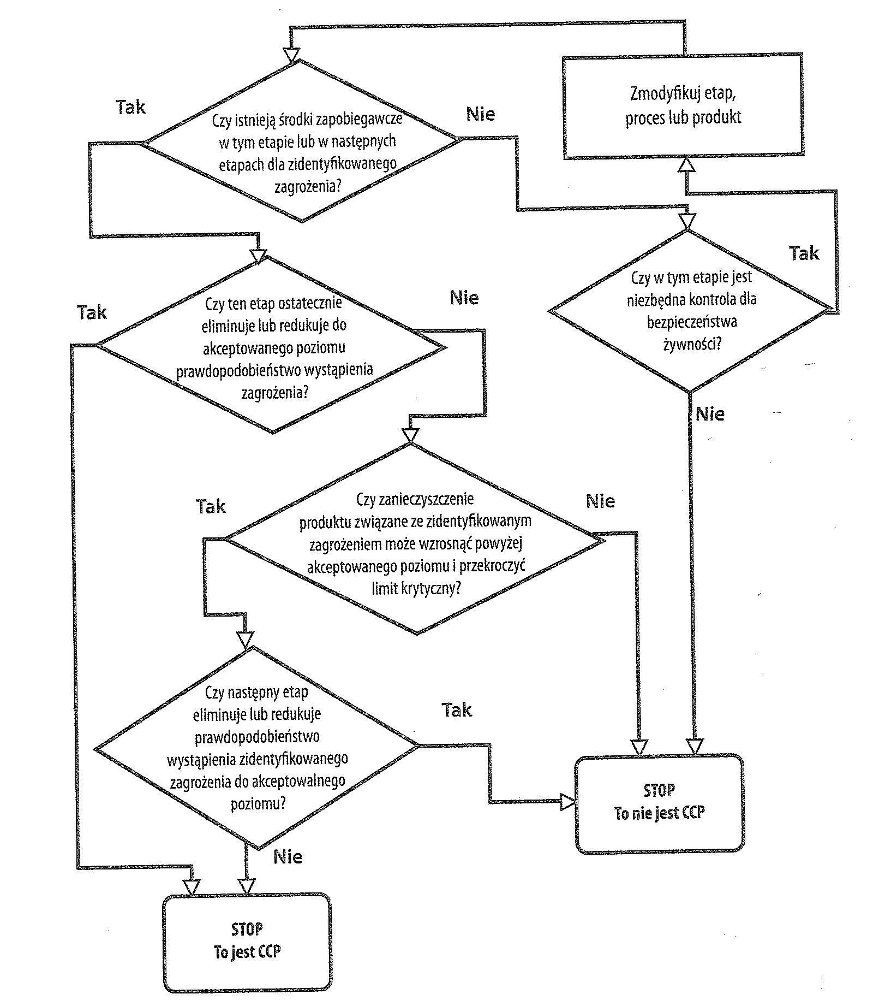 Zmodyfikuj etap,
proces lub produkt
Tak
Nie
Czy istnieją środki zapobiegawcze
w tym etapie lub w następnych
etapach dla zidentyfikowanego
zagrożenia?
Tak
Czy w tym etapie jest
niezbędna kontrola dla
bezpieczeństwa
żywności?
Nie
Tak
Nie
Czy ten etap ostatecznie
eliminuje lub redukuje do
akceptowanego poziomu
prawdopodobieństwo wystąpienia
zagrożenia?
Tak
Nie
Czy zanieczyszczenie
produktu związane ze zidentyfikowanym
zagrożeniem może wzrosnąć powyżej
akceptowanego poziomu i przekroczyć
limit krytyczny?
Czy następny etap
eliminuje lub redukuje
prawdopodobieństwo
wystąpienia zidentyfikowanego
zagrożenia do akceptowalnego
poziomu?
Tak
Nie
STOP
To nie jest CCP
STOP
To jest CCP